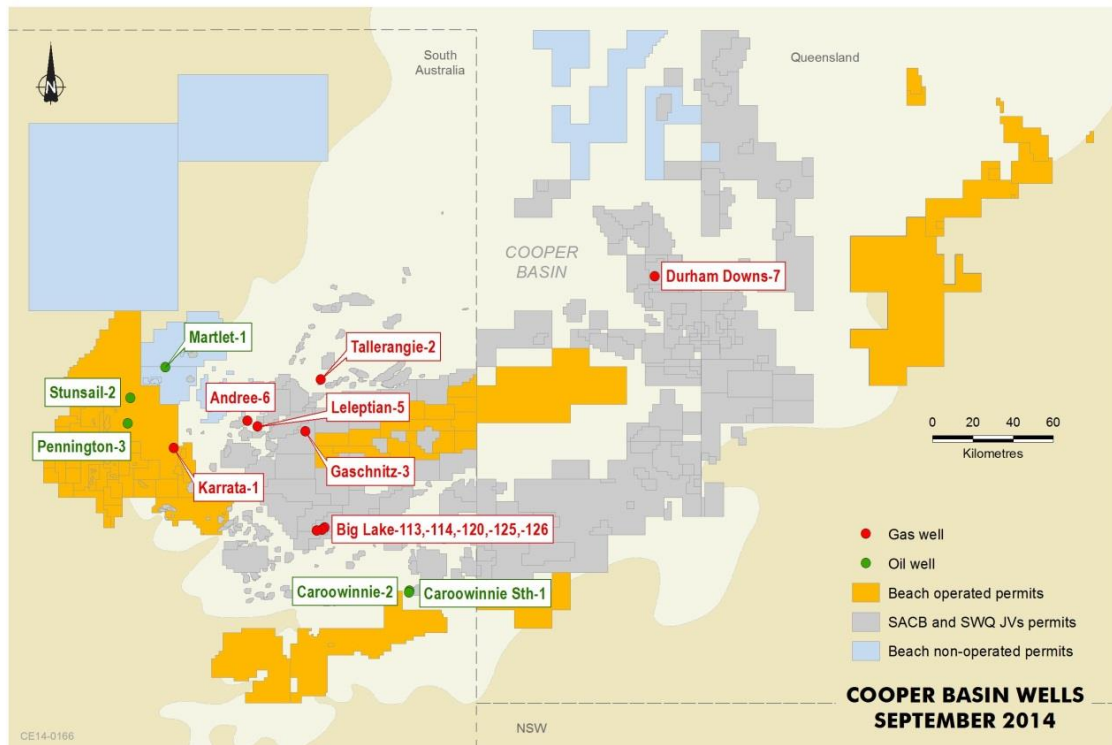 N
South
Australia
Queensland
COOPER
BASIN
Durham Downs-7
Martlet-1
Tallerangie-2
Stunsail-2
Andree-6
Leleptian-5
Pennington-3
Gaschnitz-3
Karrata-1
0 20 40 60
Kilometres
Big Lake-113,-114,-120,-125,-126
Caroowinnie-2
Caroowinnie Sth-1
Gas well
Oil well
Beach operated permits
SACB and SWQ JVs permits
Beach non-operated permits
COOPER BASIN WELLS
SEPTEMBER 2014
NSW
CE14-0166